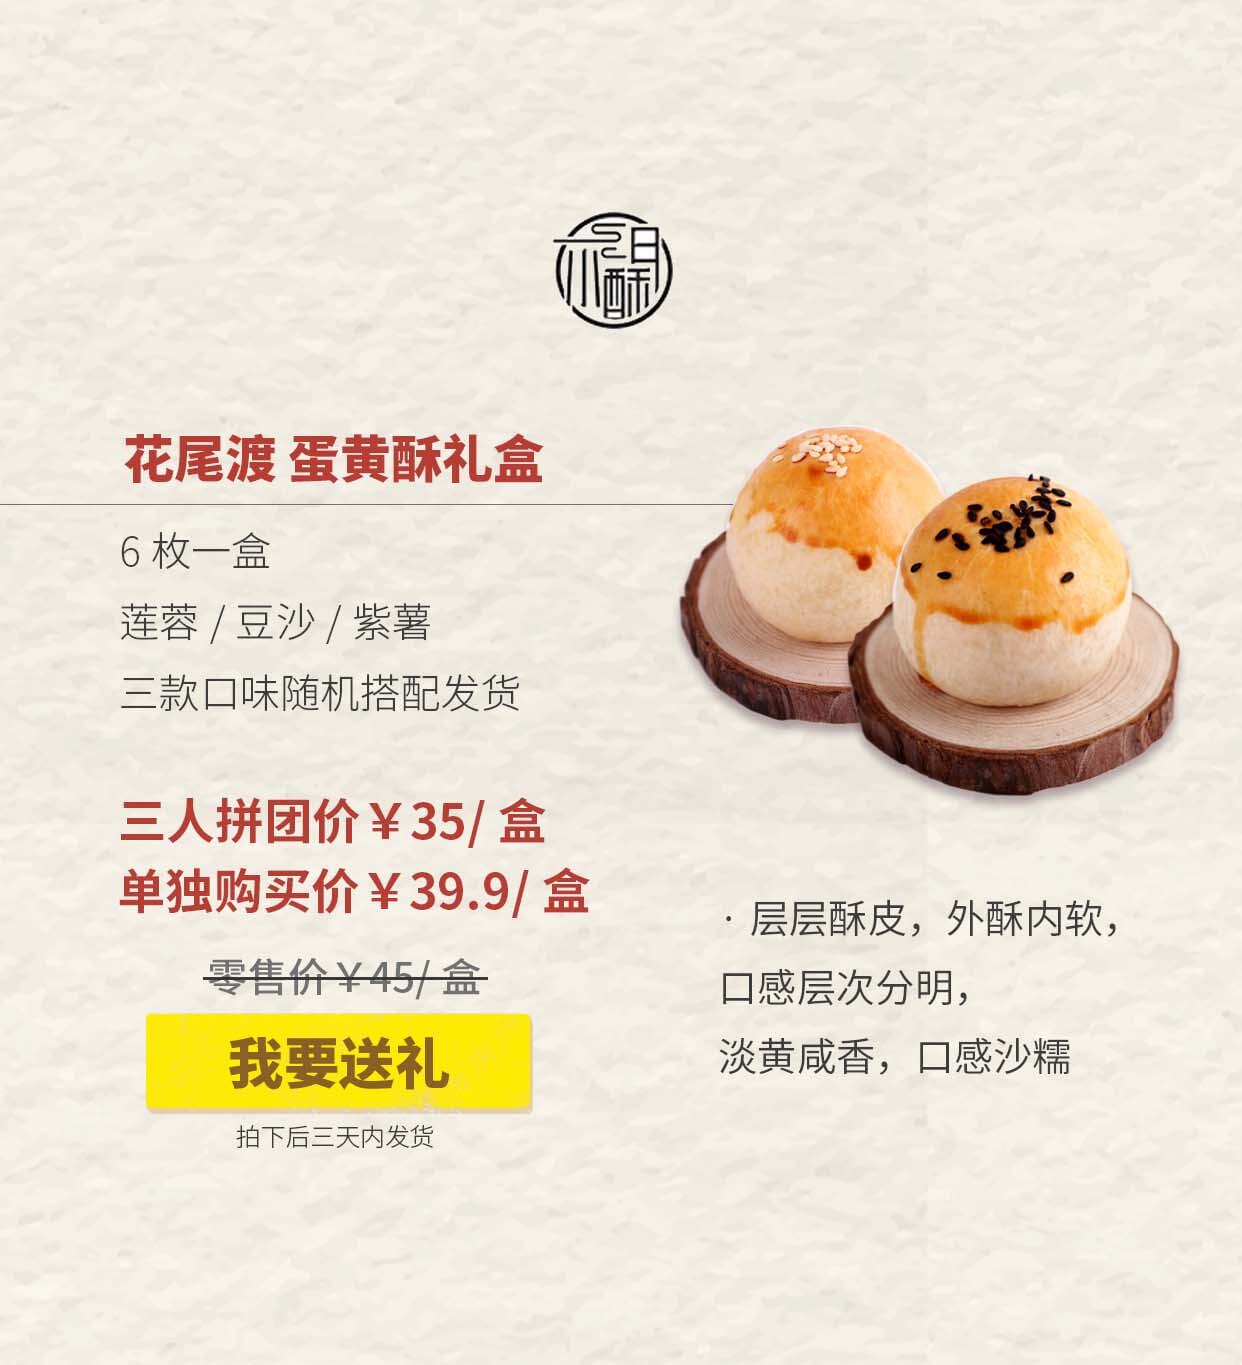 花尾渡 蛋黄酥礼盒
6 枚一盒
莲蓉 / 豆沙 / 紫薯
三款口味随机搭配发货
三人拼团价￥35/ 盒
单独购买价￥39.9/ 盒
零售价￥45/ 盒
我要送礼
拍下后三天内发货
· 层层酥皮，外酥内软，
口感层次分明，
淡黄咸香，口感沙糯